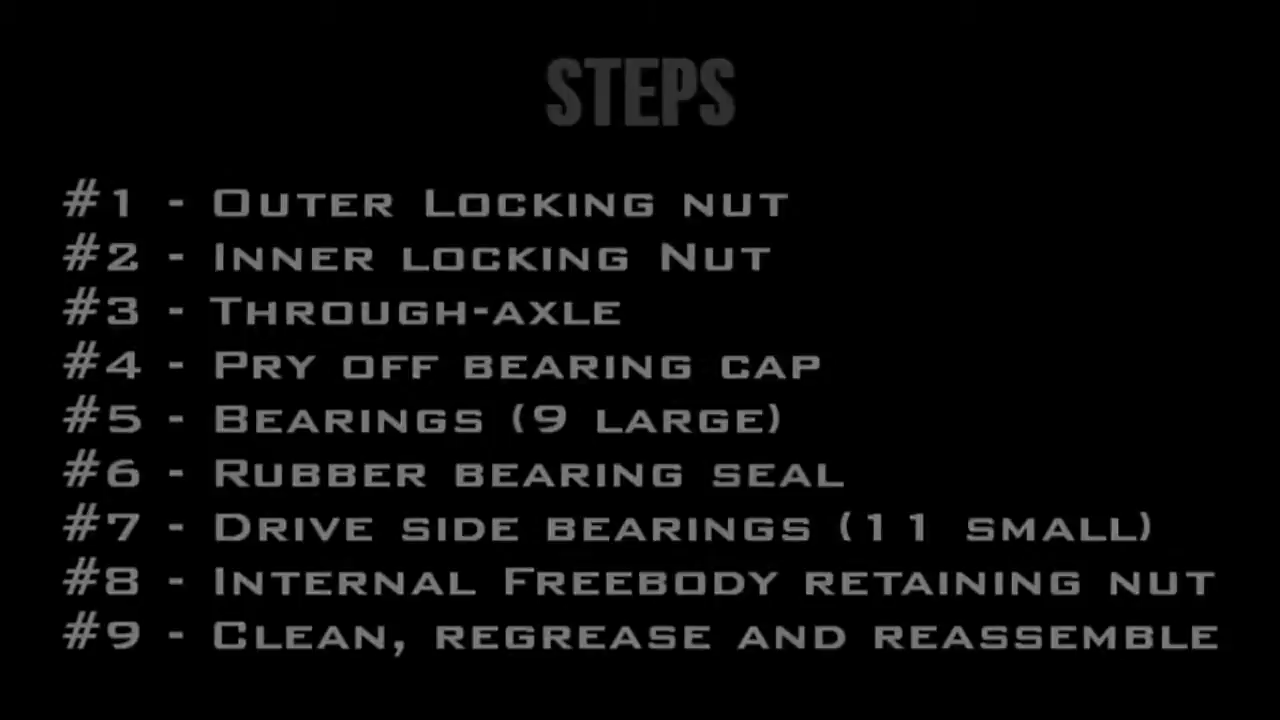 STEPS
#1 - Outer Locking nut
#2 - Inner locking Nut
#3 - Through-axle
#4 - Pry off bearing cap
#5 - Bearings (9 large)
#6 - Rubber bearing seal
#7 - Drive side bearings (11 small)
#8 - Internal Freebody retaining nut
#9 - Clean, regrease and reassemble